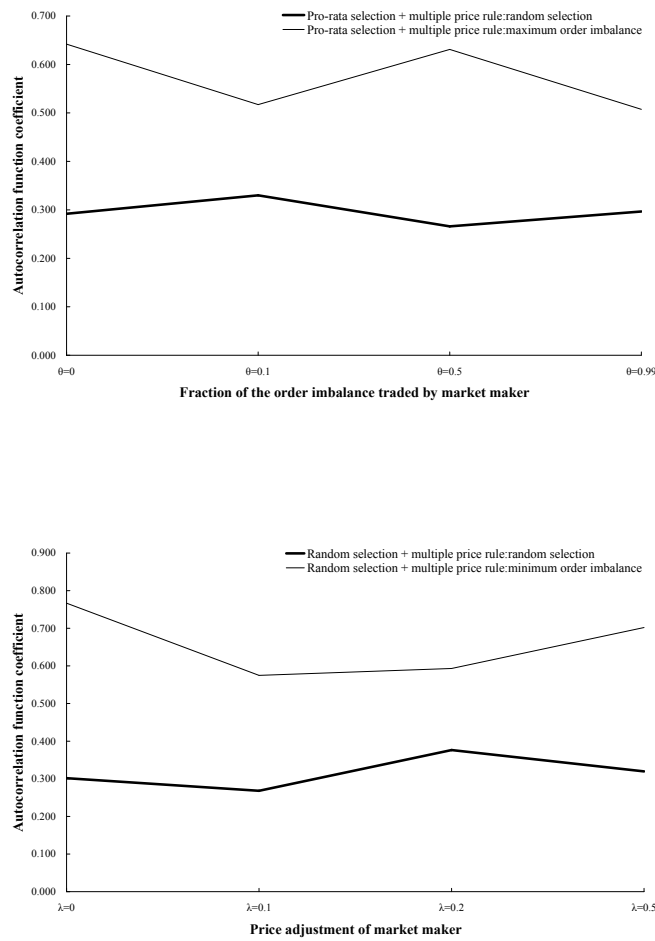 0.700
0.600
0.500
0.400
0.300
0.200
0.100
0.000
Autocorrelation function coefficient
Pro-rata selection + multiple price rule:random selection
Pro-rata selection + multiple price rule:maximum order imbalance
θ=0
θ=0.1
θ=0.5
θ=0.99
Fraction of the order imbalance traded by market maker
0.900
0.800
0.700
0.600
0.500
0.400
0.300
0.200
0.100
0.000
Autocorrelation function coefficient
Random selection + multiple price rule:random selection
Random selection + multiple price rule:minimum order imbalance
λ=0
λ=0.1
λ=0.2
λ=0.5
Price adjustment of market maker